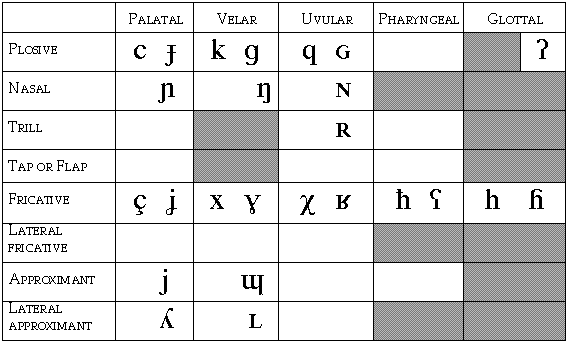 PALATAL VELAR UVULAR PHARYNGEAL GLOTTAL
PLOSIVE c ɟ k ɡ q ɢ ʔ
NASAL ɲ ŋ ɴ
TRILL ʀ
TAP OR FLAP
FRICATIVE ç ʝ x ɣ χ ʁ ħ ʕ h ɦ
LATERAL
FRICATIVE
APPROXIMANT j ɰ
LATERAL
APPROXIMANT ʎ ʟ